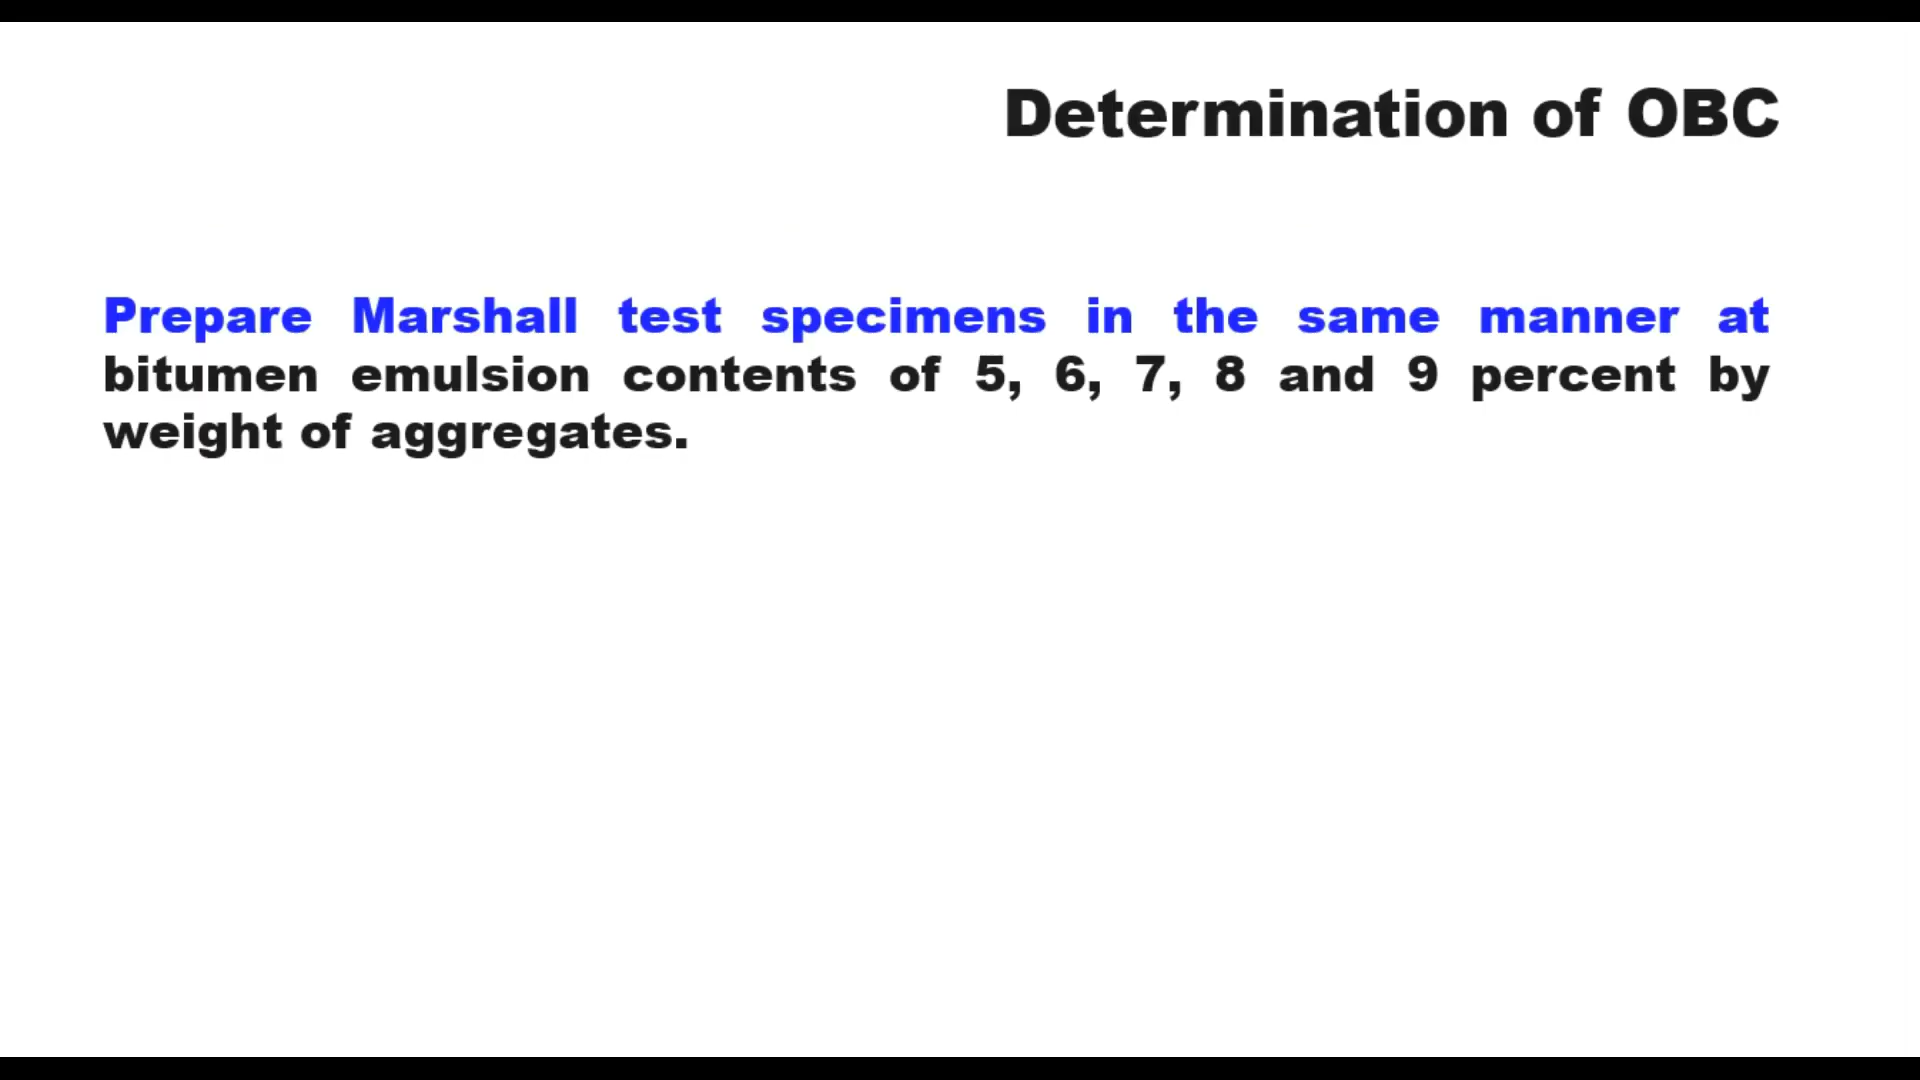 Determination of OBC
Prepare Marshall test specimens in the same manner at
bitumen emulsion contents of 5, 6, 7, 8 and 9 percent by
weight of aggregates.